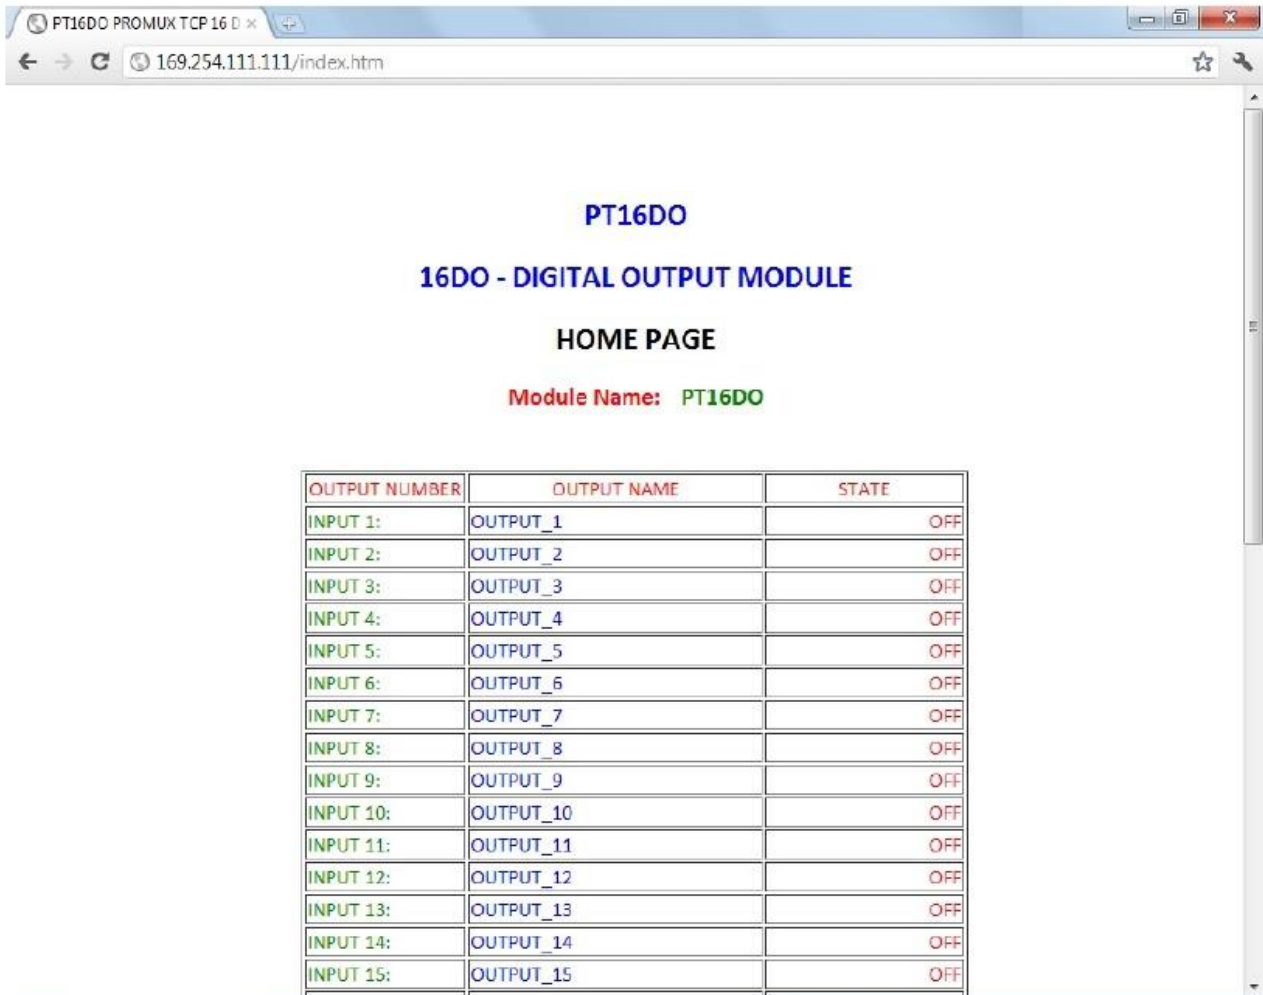 PT16DO PROMUX TCP 16 D
169.254.111.111/index.htm
PT16DO
16DO - DIGITAL OUTPUT MODULE
HOME PAGE
Module Name: PT16DO
OUTPUT NUMBER OUTPUT NAME STATE
INPUT 1: OUTPUT_1 OFF
INPUT 2: OUTPUT_2 OFF
INPUT 3: OUTPUT_3 OFF
INPUT 4: OUTPUT_4 OFF
INPUT 5: OUTPUT_5 OFF
INPUT 6: OUTPUT_6 OFF
INPUT 7: OUTPUT_7 OFF
INPUT 8: OUTPUT_8 OFF
INPUT 9: OUTPUT_9 OFF
INPUT 10: OUTPUT_10 OFF
INPUT 11: OUTPUT_11 OFF
INPUT 12: OUTPUT_12 OFF
INPUT 13: OUTPUT_13 OFF
INPUT 14: OUTPUT_14 OFF
INPUT 15: OUTPUT_15 OFF